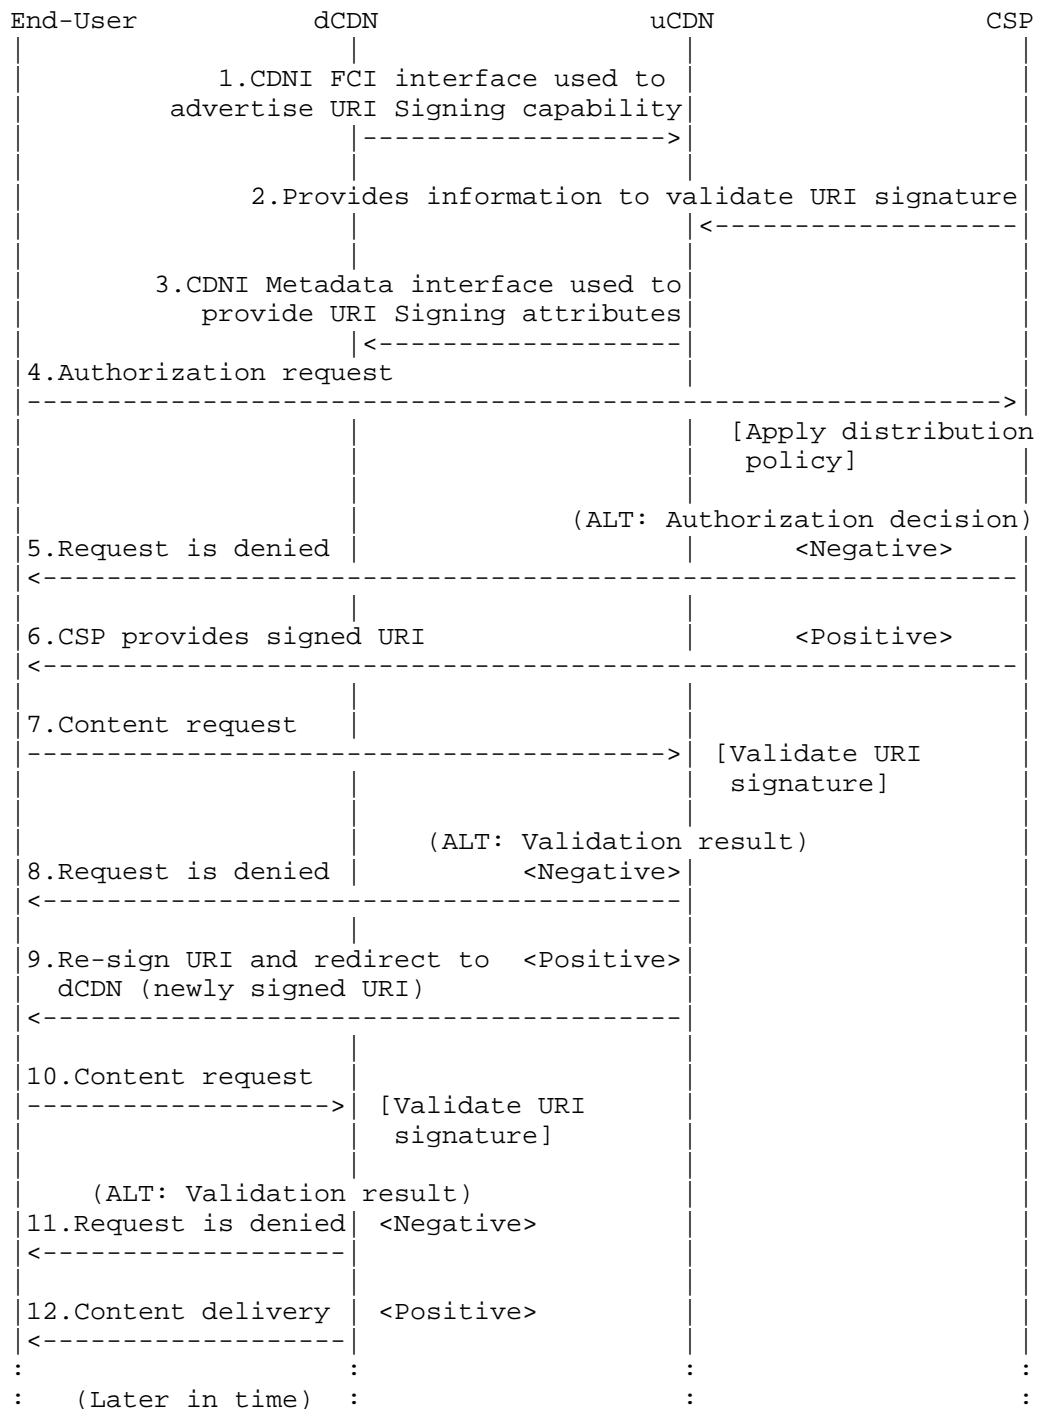 End-User dCDN uCDN CSP
1.CDNI FCI interface used to
advertise URI Signing capability
2.Provides information to validate URI signature
3.CDNI Metadata interface used to
provide URI Signing attributes
4.Authorization request
[Apply distribution
policy]
(ALT: Authorization decision)
5.Request is denied <Negative>
6.CSP provides signed URI <Positive>
7.Content request
[Validate URI
signature]
(ALT: Validation result)
8.Request is denied <Negative>
9.Re-sign URI and redirect to <Positive>
dCDN (newly signed URI)
10.Content request
[Validate URI
signature]
(ALT: Validation result)
11.Request is denied <Negative>
12.Content delivery <Positive>
: : : :
: (Later in time) : : :